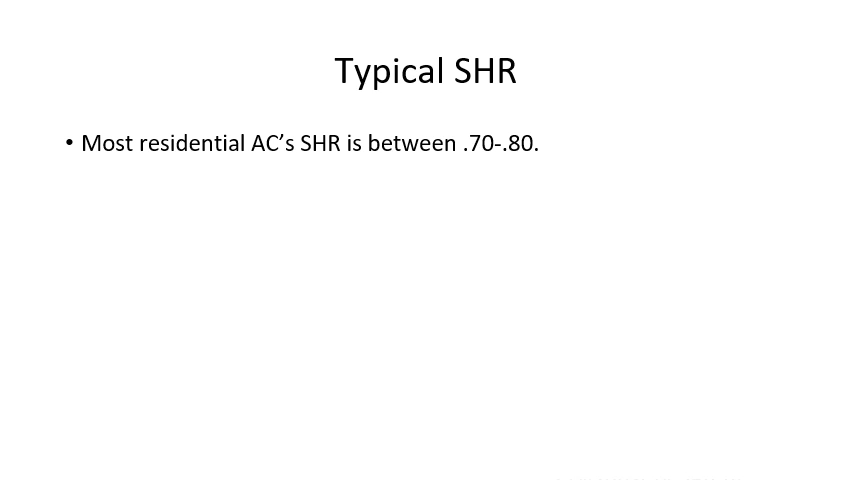 Typical SHR
• Most residential AC’s SHR is between .70-.80.